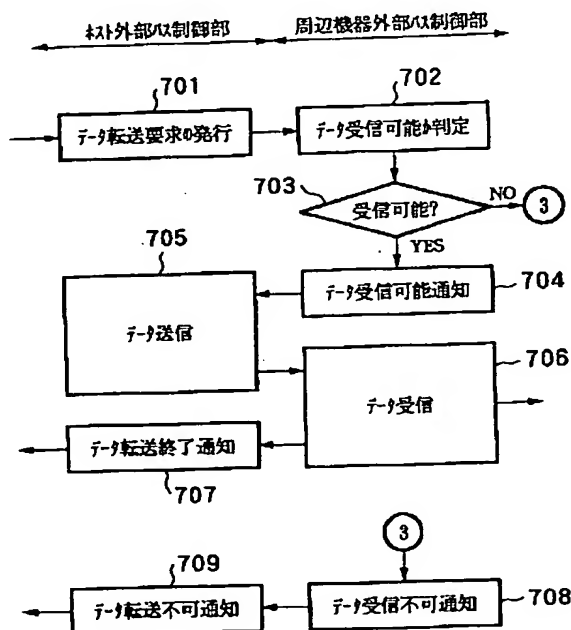 ホスト外部バス制御部 周辺機器外部バス制御部
701
702
データ転送要求の発行
データ受信可能か判定
703
受信可能?
NO
3
YES
705
データ受信可能通知
704
データ送信
706
データ受信
データ転送終了通知
707
3
709
データ転送不可通知
データ受信不可通知
708